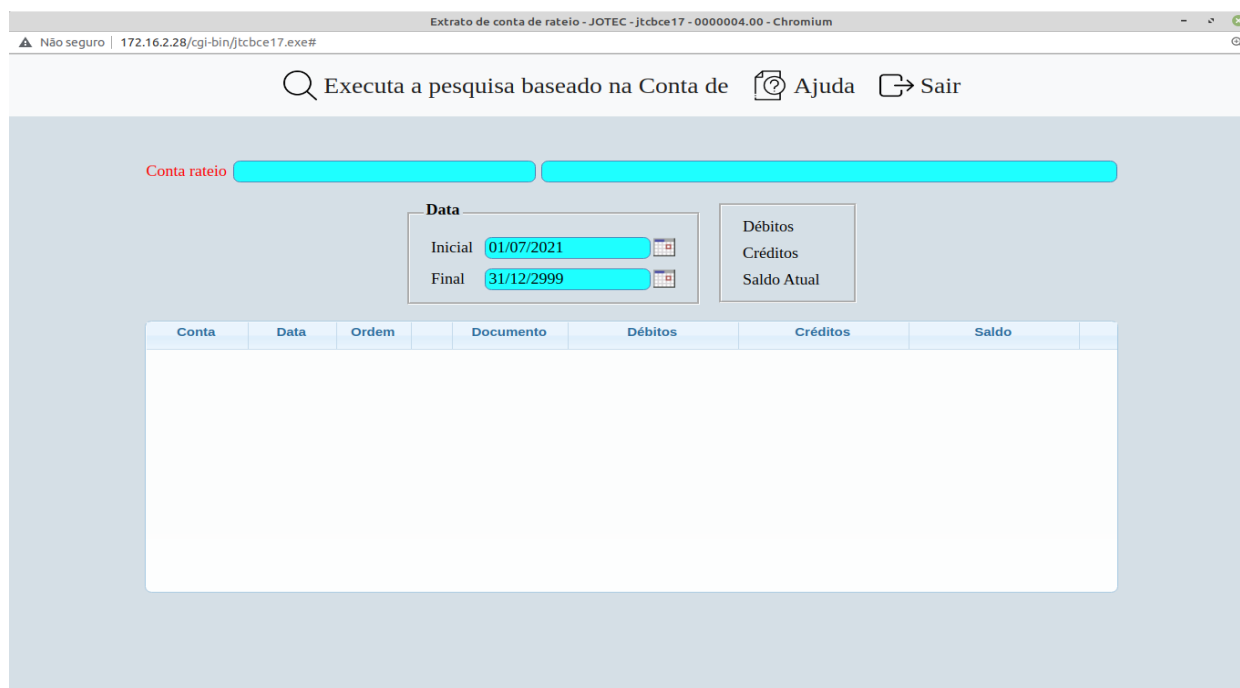 Extrato de conta de rateio - JOTEC - jtcbce17 - 0000004.00 - Chromium
Não seguro | 172.16.2.28/cgi-bin/jtcbce17.exe#
Executa a pesquisa baseado na Conta de Ajuda Sair
Conta rateio
Data
Inicial 01/07/2021
Final 31/12/2999
Débitos
Créditos
Saldo Atual
Conta Data Ordem Documento Débitos Créditos Saldo